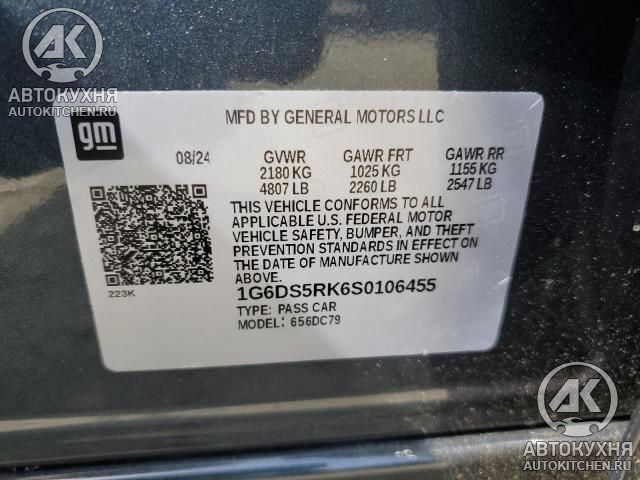 АК
АВТОКУХНЯ
AUTOKITCHEN.RU
gm
MFD BY GENERAL MOTORS LLC
08/24 GVWR GAWR FRT GAWR RR
2180 KG 1025 KG 1155 KG
4807 LB 2260 LB 2547 LB
THIS VEHICLE CONFORMS TO ALL
APPLICABLE U.S. FEDERAL MOTOR
VEHICLE SAFETY, BUMPER, AND THEFT
PREVENTION STANDARDS IN EFFECT ON
THE DATE OF MANUFACTURE SHOWN
ABOVE.
223K
1G6DS5RK6S0106455
TYPE: PASS CAR
MODEL: 656DC79
АК
АВТОКУХНЯ
AUTOKITCHEN.RU